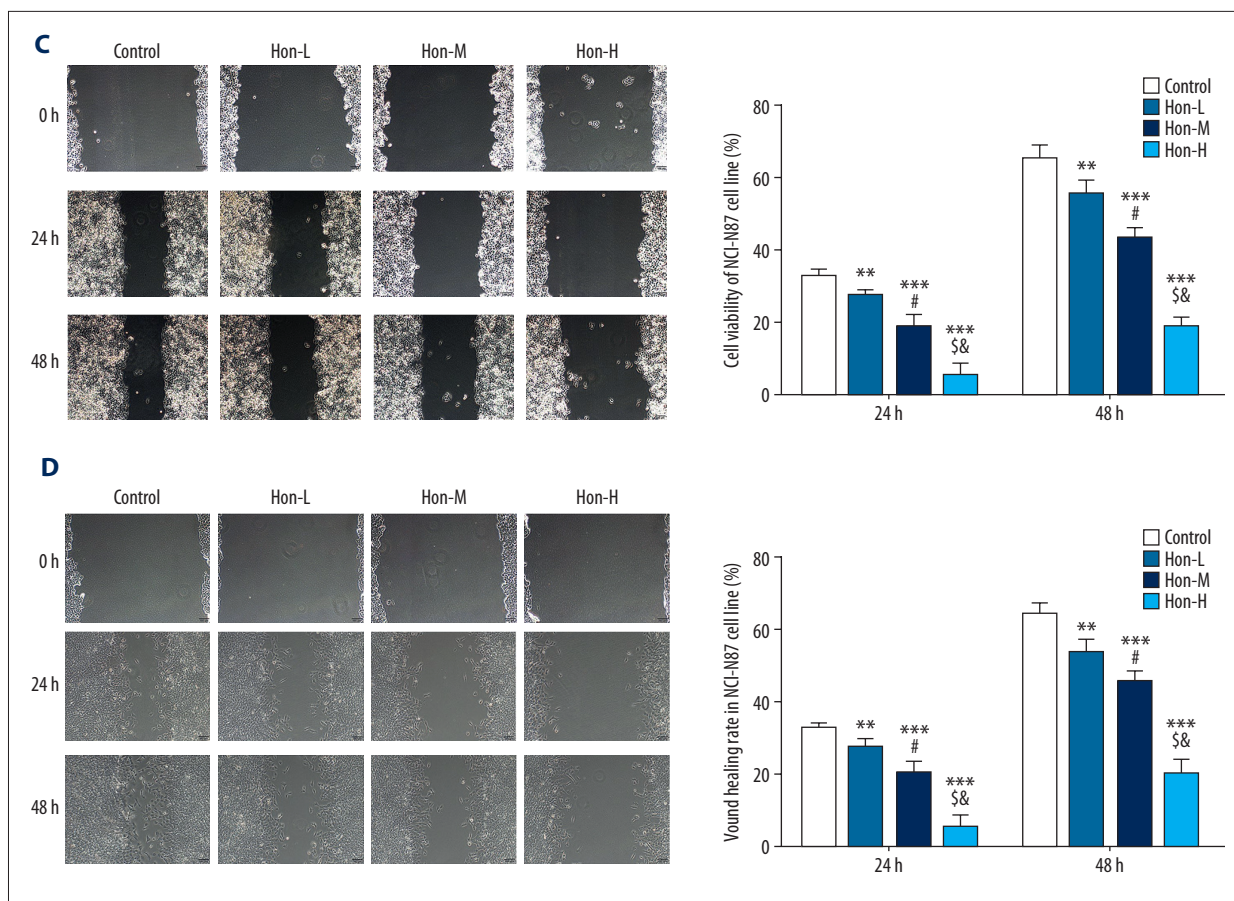 C
Control Hon-L Hon-M Hon-H
0 h
24 h
48 h
Cell viability of NCI-N87 cell line (%)
80
60
40
20
0
Control
Hon-L
Hon-M
Hon-H
**
***
#
***
$&
**
***
#
***
$&
24 h 48 h
D
Control Hon-L Hon-M Hon-H
0 h
24 h
48 h
Vound healing rate in NCI-N87 cell line (%)
80
60
40
20
0
Control
Hon-L
Hon-M
Hon-H
**
***
#
***
$&
**
***
#
***
$&
24 h 48 h